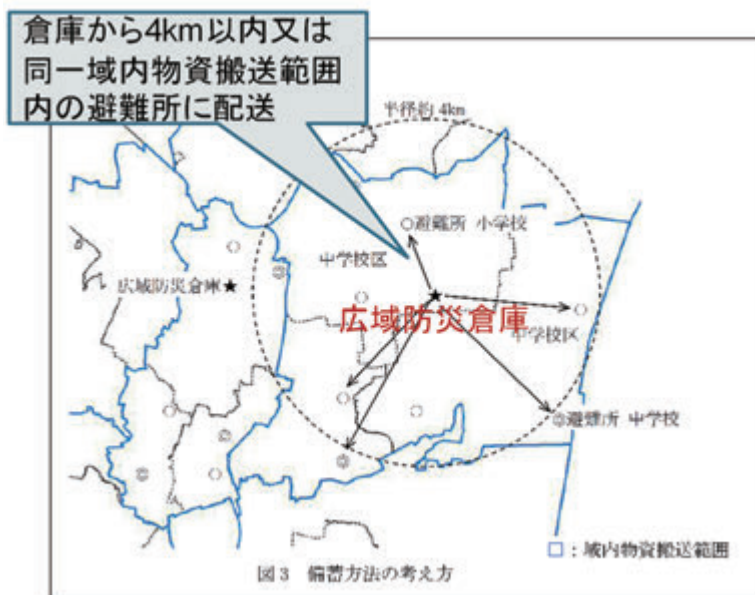 倉庫から4km以内又は
同一域内物資搬送範囲
内の避難所に配送
半径約 4km
避難所 小学校
中学校区
広域防災倉庫★
広域防災倉庫
中学校区
避難所 中学校
□：域内物資搬送範囲
図3 備蓄方法の考え方